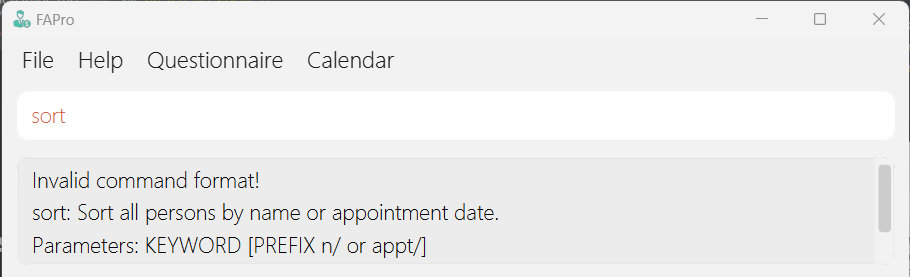 FAPro
File Help Questionnaire Calendar
sort
Invalid command format!
sort: Sort all persons by name or appointment date.
Parameters: KEYWORD [PREFIX n/ or appt/]